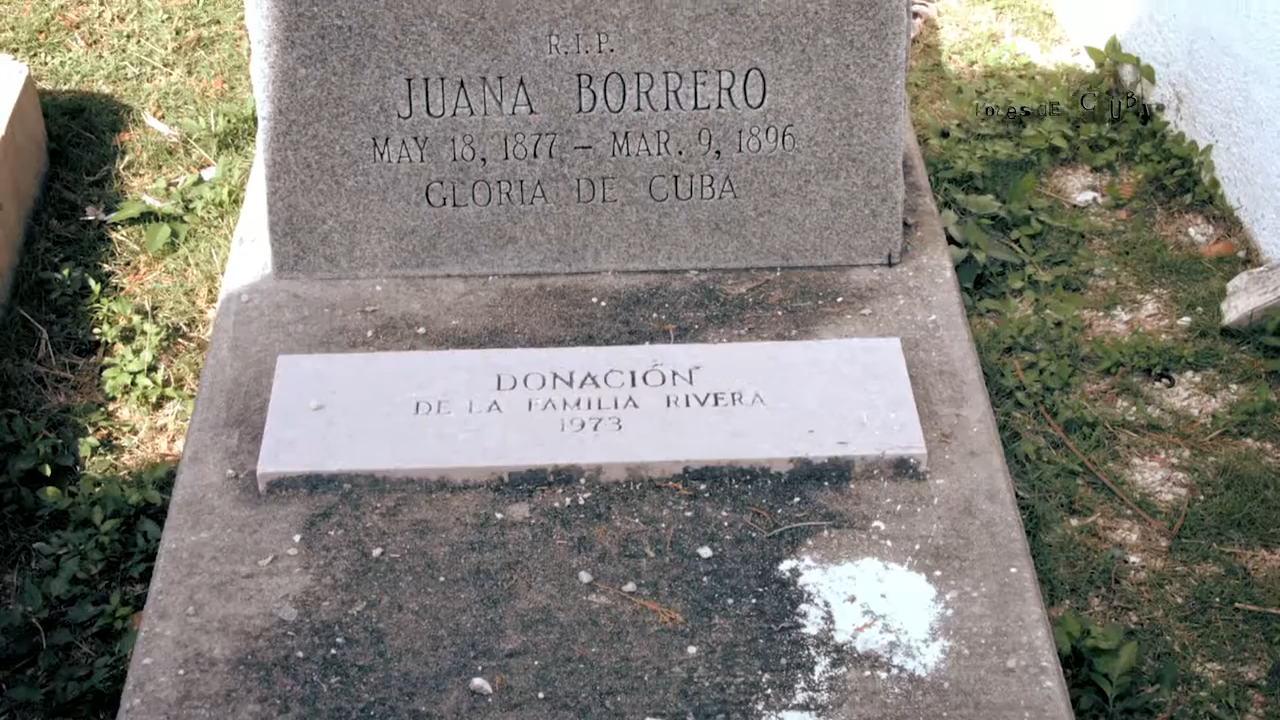 R.I.P.
JUANA BORRERO
MAY 18, 1877 – MAR. 9, 1896
GLORIA DE CUBA
DONACIÓN
DE LA FAMILIA RIVERA
1973